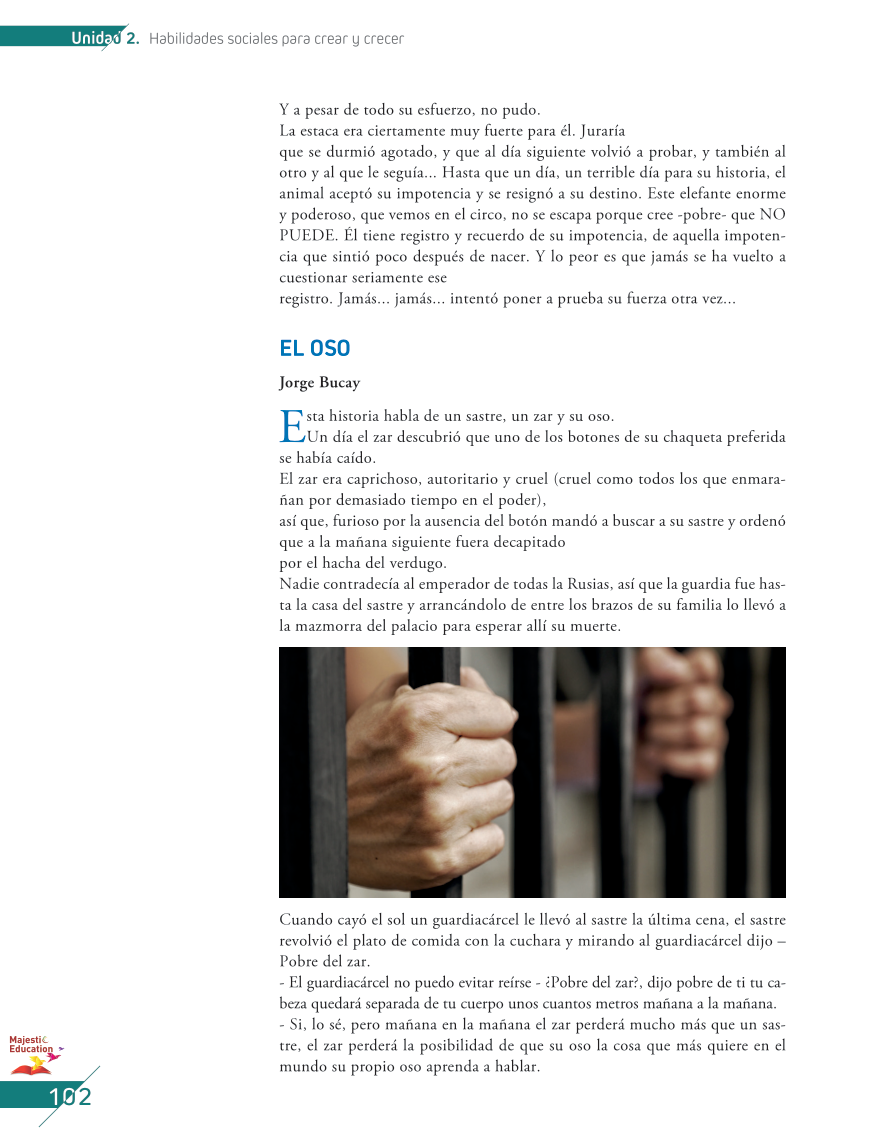 Unidad 2. Habilidades sociales para crear y crecer
Y a pesar de todo su esfuerzo, no pudo.
La estaca era ciertamente muy fuerte para él. Juraría
que se durmió agotado, y que al día siguiente volvió a probar, y también al
otro y al que le seguía... Hasta que un día, un terrible día para su historia, el
animal aceptó su impotencia y se resignó a su destino. Este elefante enorme
y poderoso, que vemos en el circo, no se escapa porque cree -pobre- que NO
PUEDE. Él tiene registro y recuerdo de su impotencia, de aquella impoten-
cia que sintió poco después de nacer. Y lo peor es que jamás se ha vuelto a
cuestionar seriamente ese
registro. Jamás... jamás... intentó poner a prueba su fuerza otra vez...
EL OSO
Jorge Bucay
Esta historia habla de un sastre, un zar y su oso.
Un día el zar descubrió que uno de los botones de su chaqueta preferida
se había caído.
El zar era caprichoso, autoritario y cruel (cruel como todos los que enmara-
ñan por demasiado tiempo en el poder),
así que, furioso por la ausencia del botón mandó a buscar a su sastre y ordenó
que a la mañana siguiente fuera decapitado
por el hacha del verdugo.
Nadie contradecía al emperador de todas la Rusias, así que la guardia fue has-
ta la casa del sastre y arrancándolo de entre los brazos de su familia lo llevó a
la mazmorra del palacio para esperar allí su muerte.
Cuando cayó el sol un guardiacárcel le llevó al sastre la última cena, el sastre
revolvió el plato de comida con la cuchara y mirando al guardiacárcel dijo –
Pobre del zar.
- El guardiacárcel no puedo evitar reírse - ¿Pobre del zar?, dijo pobre de ti tu ca-
beza quedará separada de tu cuerpo unos cuantos metros mañana a la mañana.
- Si, lo sé, pero mañana en la mañana el zar perderá mucho más que un sas-
tre, el zar perderá la posibilidad de que su oso la cosa que más quiere en el
mundo su propio oso aprenda a hablar.
Majestic
Education
102